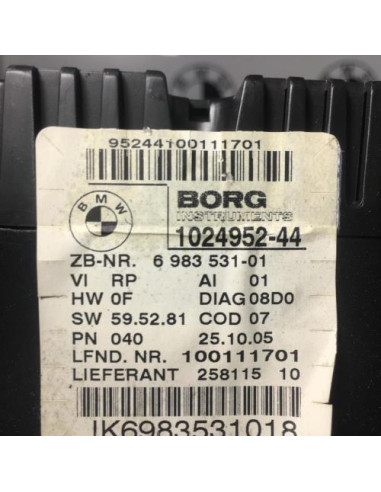 95244100111701
BMW
BORG
INSTRUMENTS
1024952-44
ZB-NR. 6 983 531-01
VI RP AI 01
HW 0F DIAG 08D0
SW 59.52.81 COD 07
PN 040 25.10.05
LFND. NR. 100111701
LIEFERANT 258115 10
IK6983531018